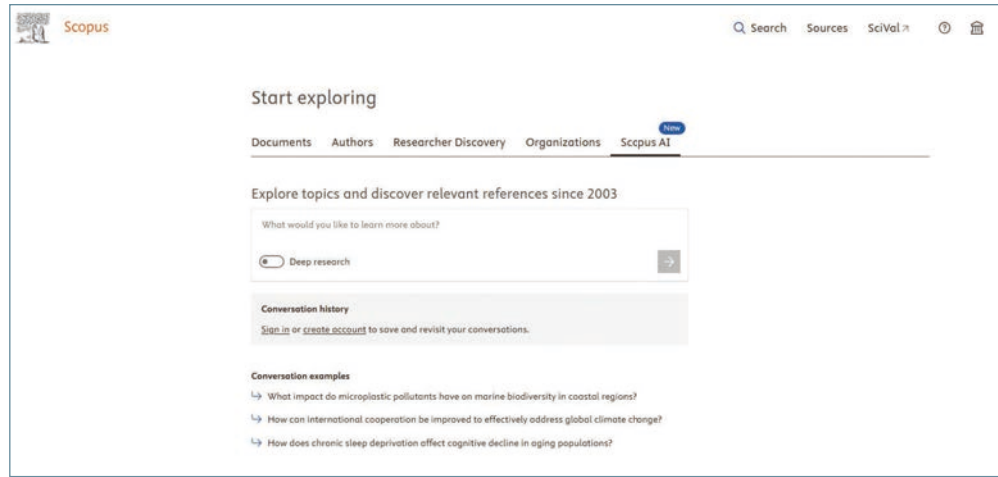 Scopus
Search Sources SciVal
Start exploring
New
Documents Authors Researcher Discovery Organizations Scopus AI
Explore topics and discover relevant references since 2003
What would you like to learn more about?
Deep research
Conversation history
Sign in or create account to save and revisit your conversations.
Conversation examples
What impact do microplastic pollutants have on marine biodiversity in coastal regions?
How can international cooperation be improved to effectively address global climate change?
How does chronic sleep deprivation affect cognitive decline in aging populations?